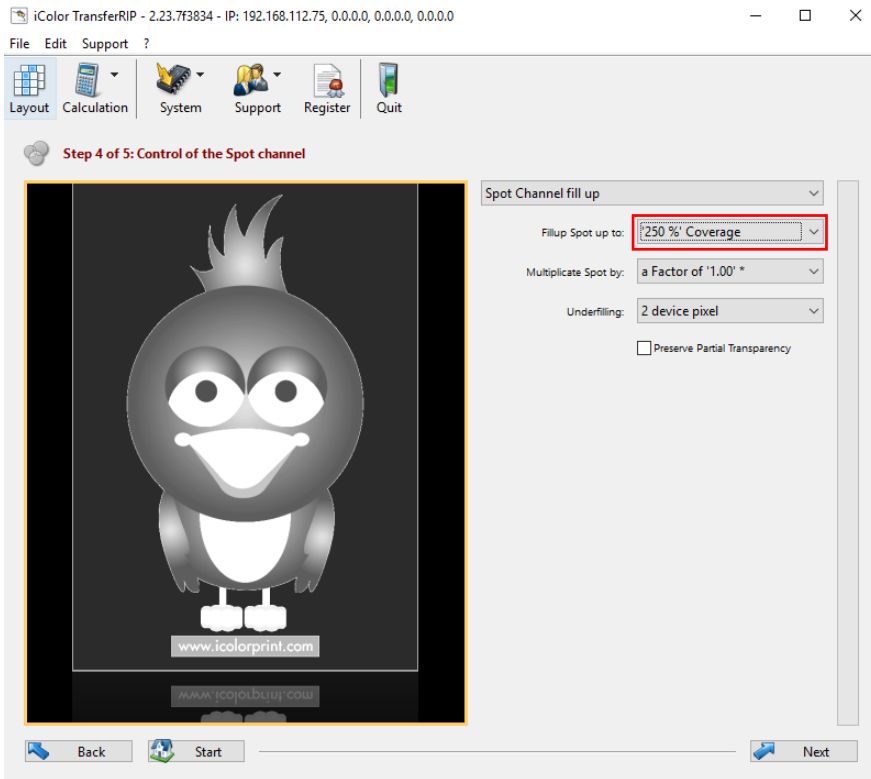 iColor TransferRIP - 2.23.7f3834 - IP: 192.168.112.75, 0.0.0.0, 0.0.0.0, 0.0.0.0
File Edit Support ?
Layout Calculation System Support Register Quit
Step 4 of 5: Control of the Spot channel
Spot Channel fill up
Fillup Spot up to: '250 %' Coverage
Multiplicate Spot by: a Factor of '1.00' *
Underfilling: 2 device pixel
Preserve Partial Transparency
www.icolorprint.com
www.icolorprint.com
Back Start Next